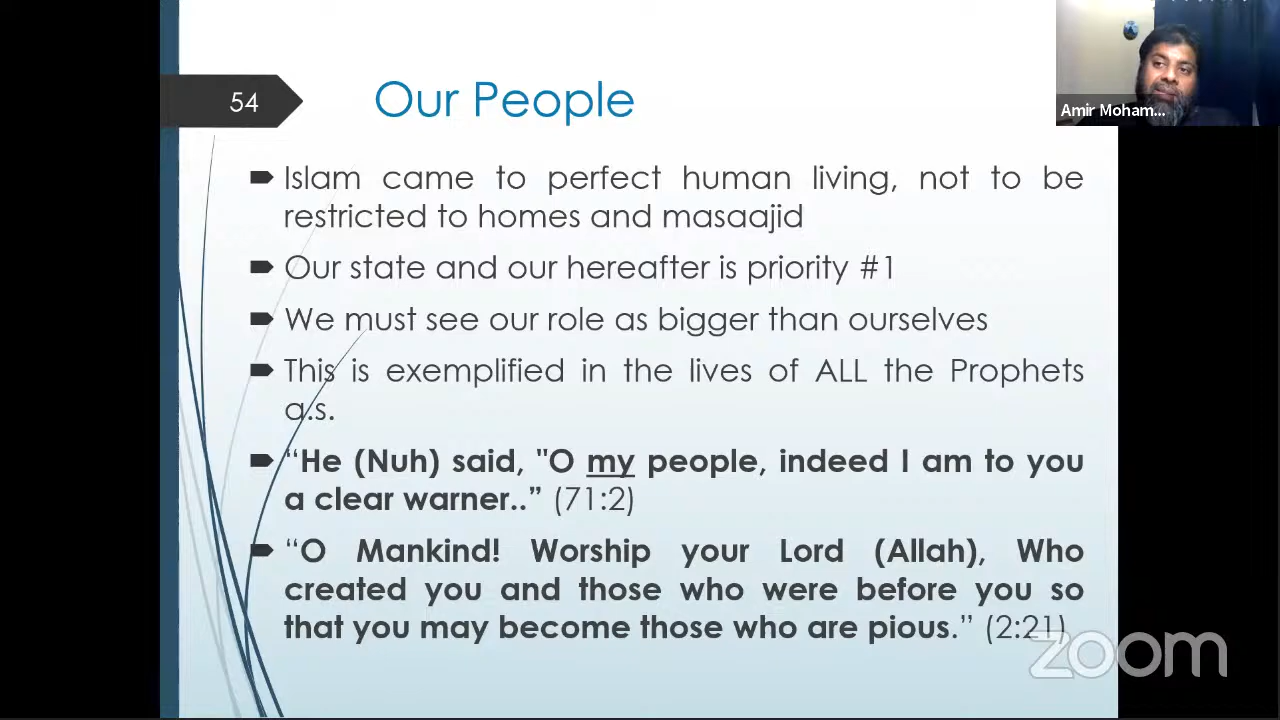 54
Our People
Amir Moham...
Islam came to perfect human living, not to be
restricted to homes and masaajid
Our state and our hereafter is priority #1
We must see our role as bigger than ourselves
This is exemplified in the lives of ALL the Prophets
a.s.
“He (Nuh) said, "O my people, indeed I am to you
a clear warner..” (71:2)
“O Mankind! Worship your Lord (Allah), Who
created you and those who were before you so
that you may become those who are pious.” (2:21)
zoom